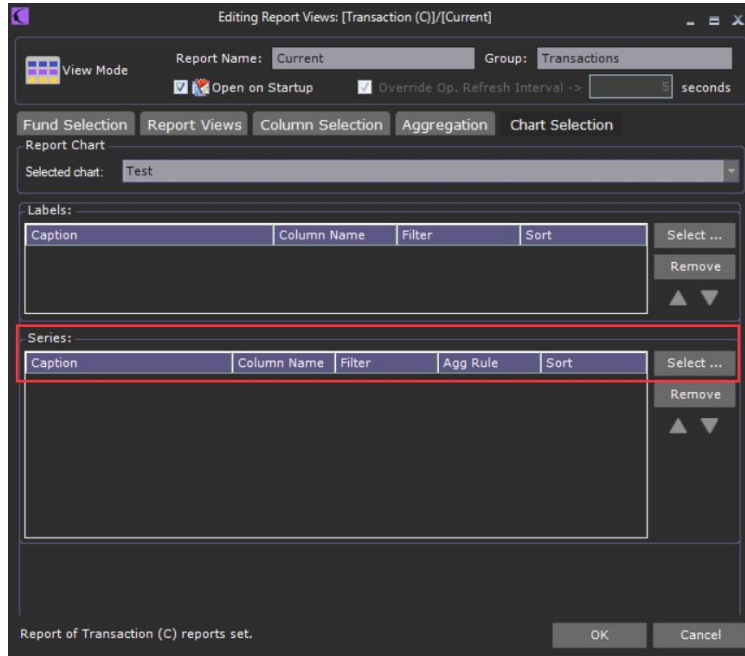 Editing Report Views: [Transaction (C)]/[Current]
View Mode
Report Name: Current Group: Transactions
Open on Startup Override Op. Refresh Interval -> 5 seconds
Fund Selection Report Views Column Selection Aggregation Chart Selection
Report Chart
Selected chart: Test
Labels:
Caption Column Name Filter Sort Select ...
Remove
Series:
Caption Column Name Filter Agg Rule Sort Select ...
Remove
Report of Transaction (C) reports set. OK Cancel